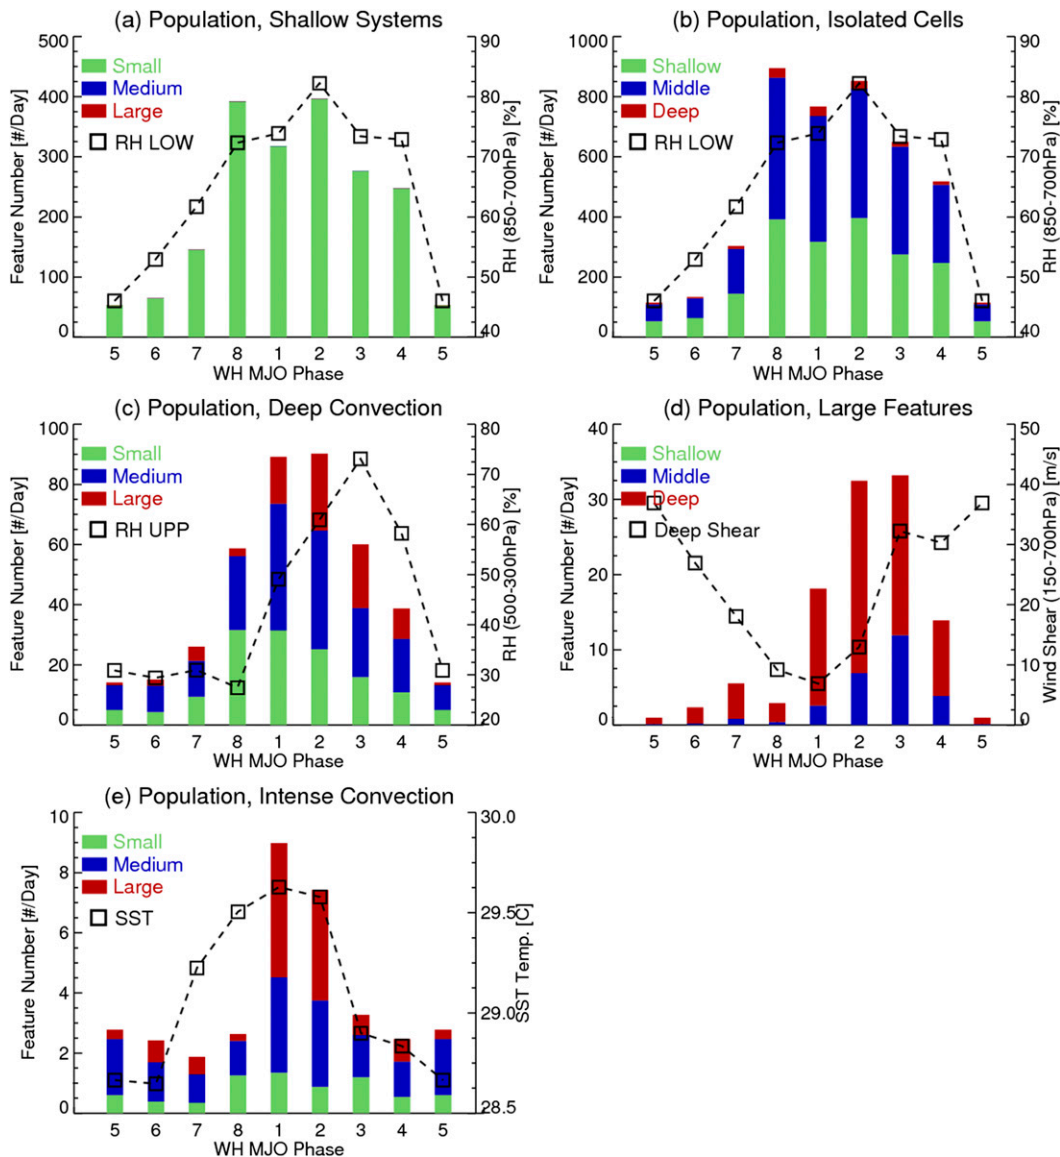 (a) Population, Shallow Systems
500
400
300
200
100
0
Feature Number [#/Day]
Small
Medium
Large
RH LOW
90
80
70
60
50
40
RH (850-700hPa) [%]
5 6 7 8 1 2 3 4 5
WH MJO Phase
(b) Population, Isolated Cells
1000
800
600
400
200
0
Feature Number [#/Day]
Shallow
Middle
Deep
RH LOW
90
80
70
60
50
40
RH (850-700hPa) [%]
5 6 7 8 1 2 3 4 5
WH MJO Phase
(c) Population, Deep Convection
100
80
60
40
20
0
Feature Number [#/Day]
Small
Medium
Large
RH UPP
80
70
60
50
40
30
20
RH (500-300hPa) [%]
5 6 7 8 1 2 3 4 5
WH MJO Phase
(d) Population, Large Features
40
30
20
10
0
Feature Number [#/Day]
Shallow
Middle
Deep
Deep Shear
50
40
30
20
10
0
Wind Shear (150-700hPa) [m/s]
5 6 7 8 1 2 3 4 5
WH MJO Phase
(e) Population, Intense Convection
10
8
6
4
2
0
Feature Number [#/Day]
Small
Medium
Large
SST
30.0
29.5
29.0
28.5
SST Temp. [C]
5 6 7 8 1 2 3 4 5
WH MJO Phase